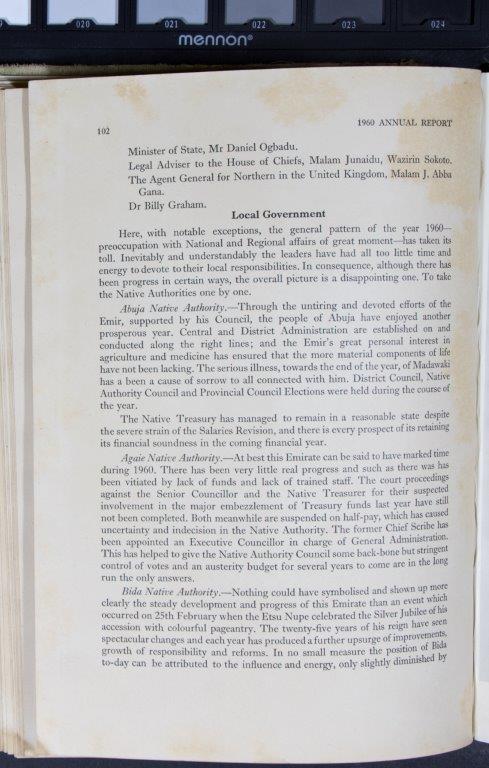 020 021 022 023 024
mennon®
102
1960 ANNUAL REPORT
Minister of State, Mr Daniel Ogbadu.
Legal Adviser to the House of Chiefs, Malam Junaidu, Wazirin Sokoto.
The Agent General for Northern in the United Kingdom, Malam J. Abba
Gana.
Dr Billy Graham.
Local Government
Here, with notable exceptions, the general pattern of the year 1960—
preoccupation with National and Regional affairs of great moment—has taken its
toll. Inevitably and understandably the leaders have had all too little time and
energy to devote to their local responsibilities. In consequence, although there has
been progress in certain ways, the overall picture is a disappointing one. To take
the Native Authorities one by one.
Abuja Native Authority.—Through the untiring and devoted efforts of the
Emir, supported by his Council, the people of Abuja have enjoyed another
prosperous year. Central and District Administration are established on and
conducted along the right lines; and the Emir's great personal interest in
agriculture and medicine has ensured that the more material components of life
have not been lacking. The serious illness, towards the end of the year, of Madawaki
has a been a cause of sorrow to all connected with him. District Council, Native
Authority Council and Provincial Council Elections were held during the course of
the year.
The Native Treasury has managed to remain in a reasonable state despite
the severe strain of the Salaries Revision, and there is every prospect of its retaining
its financial soundness in the coming financial year.
Agaie Native Authority.—At best this Emirate can be said to have marked time
during 1960. There has been very little real progress and such as there was has
been vitiated by lack of funds and lack of trained staff. The court proceedings
against the Senior Councillor and the Native Treasurer for their suspected
involvement in the major embezzlement of Treasury funds last year have still
not been completed. Both meanwhile are suspended on half-pay, which has caused
uncertainty and indecision in the Native Authority. The former Chief Scribe has
been appointed an Executive Councillor in charge of General Administration.
This has helped to give the Native Authority Council some back-bone but stringent
control of votes and an austerity budget for several years to come are in the long
run the only answers.
Bida Native Authority.—Nothing could have symbolised and shown up more
clearly the steady development and progress of this Emirate than an event which
occurred on 25th February when the Etsu Nupe celebrated the Silver Jubilee of his
accession with colourful pageantry. The twenty-five years of his reign have seen
spectacular changes and each year has produced a further upsurge of improvements,
growth of responsibility and reforms. In no small measure the position of Bida
to-day can be attributed to the influence and energy, only slightly diminished by